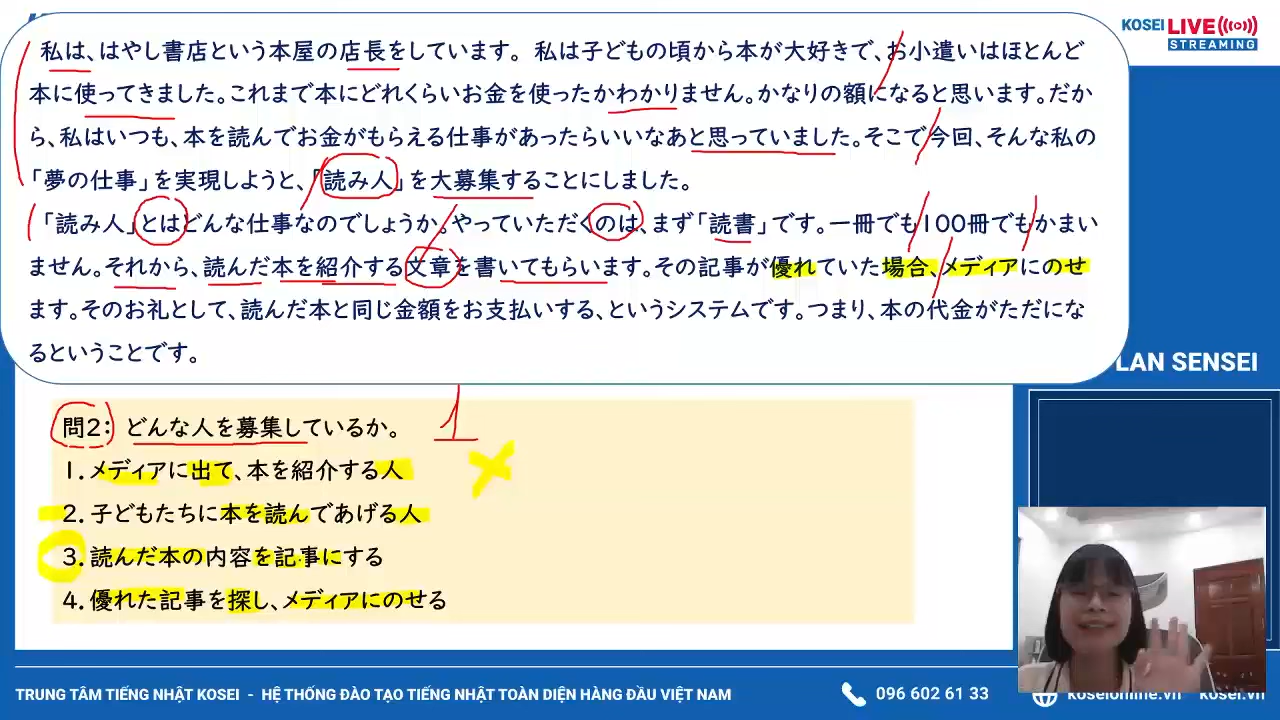 KOSEI LIVE
STREAMING
私は、はやし書店という本屋の店長をしています。 私は子どもの頃から本が大好きで、お小遣いはほとんど
本に使ってきました。これまで本にどれくらいお金を使ったかわかりません。かなりの額になると思います。だか
ら、私はいつも、本を読んでお金がもらえる仕事があったらいいなあと思っていました。そこで今回、そんな私の
「夢の仕事」を実現しようと、「読み人」を大募集することにしました。
「読み人」とはどんな仕事なのでしょうか。やっていただくのは、まず「読書」です。一冊でも100冊でもかまい
ません。それから、読んだ本を紹介する文章を書いてもらいます。その記事が優れていた場合、メディアにのせ
ます。そのお礼として、読んだ本と同じ金額をお支払いする、というシステムです。つまり、本の代金がただにな
るということです。
LAN SENSEI
問2: どんな人を募集しているか。
1
1. メディアに出て、本を紹介する人
2. 子どもたちに本を読んであげる人
3. 読んだ本の内容を記事にする
4. 優れた記事を探し、メディアにのせる
TRUNG TÂM TIẾNG NHẬT KOSEI - HỆ THỐNG ĐÀO TẠO TIẾNG NHẬT TOÀN DIỆN HÀNG ĐẦU VIỆT NAM
096 602 61 33
koseionline.vn
kosei.vn